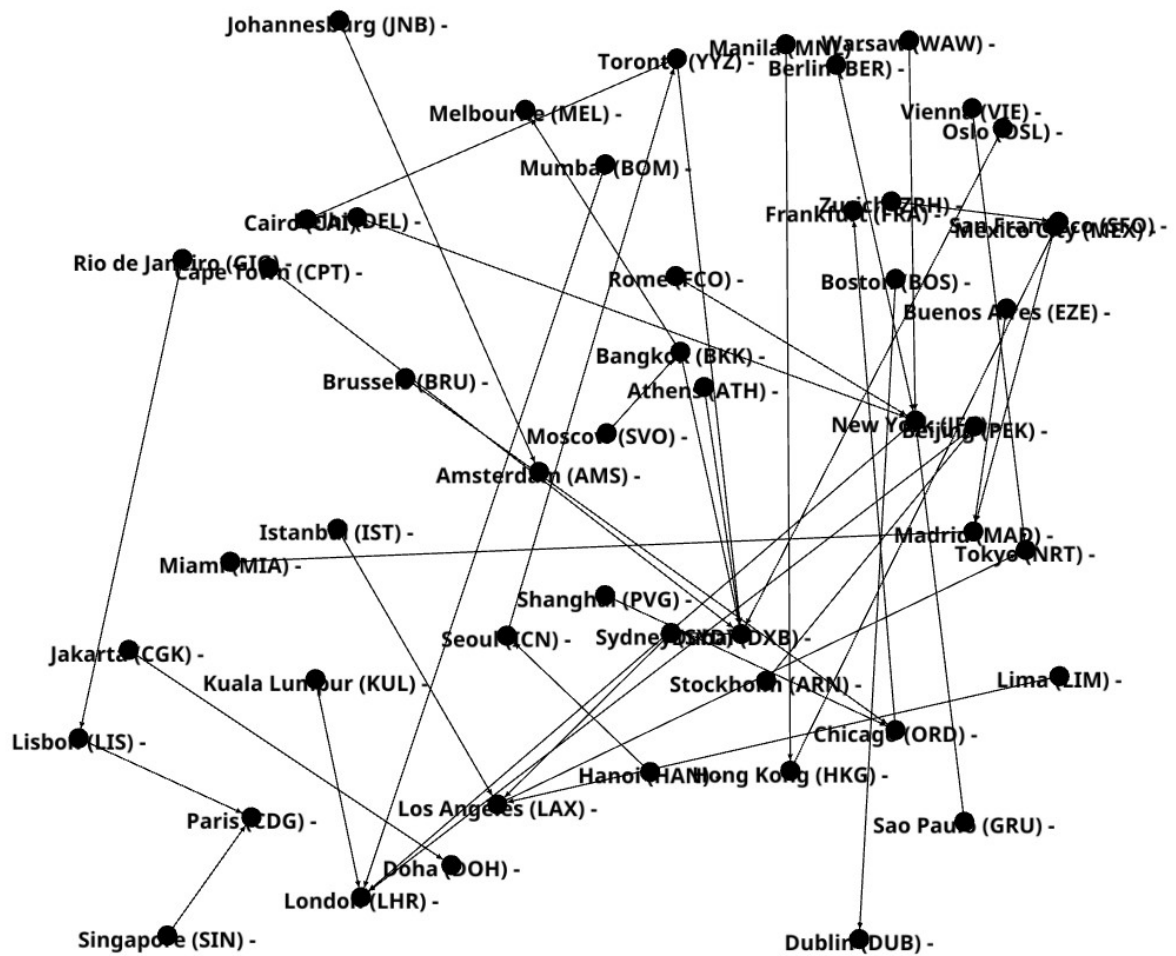 Johannesburg (JNB) -
Manila (MNL) -
Warsaw (WAW) -
Toronto (YYZ) -
Berlin (BER) -
Melbourne (MEL) -
Vienna (VIE) -
Oslo (OSL) -
Mumbai (BOM) -
Zurich (ZRH) -
Frankfurt (FRA) -
Cairo (CAI) -
Delhi (DEL) -
San Francisco (SFO) -
Mexico City (MEX) -
Rio de Janeiro (GIG) -
Cape Town (CPT) -
Rome (FCO) -
Boston (BOS) -
Buenos Aires (EZE) -
Bangkok (BKK) -
Brussels (BRU) -
Athens (ATH) -
New York (JFK) -
Beijing (PEK) -
Moscow (SVO) -
Amsterdam (AMS) -
Istanbul (IST) -
Madrid (MAD) -
Tokyo (NRT) -
Miami (MIA) -
Shanghai (PVG) -
Seoul (ICN) -
Sydney (SYD) -
Dubai (DXB) -
Jakarta (CGK) -
Kuala Lumpur (KUL) -
Stockholm (ARN) -
Lima (LIM) -
Lisbon (LIS) -
Chicago (ORD) -
Hanoi (HAN) -
Hong Kong (HKG) -
Los Angeles (LAX) -
Paris (CDG) -
Sao Paulo (GRU) -
Doha (DOH) -
London (LHR) -
Singapore (SIN) -
Dublin (DUB) -